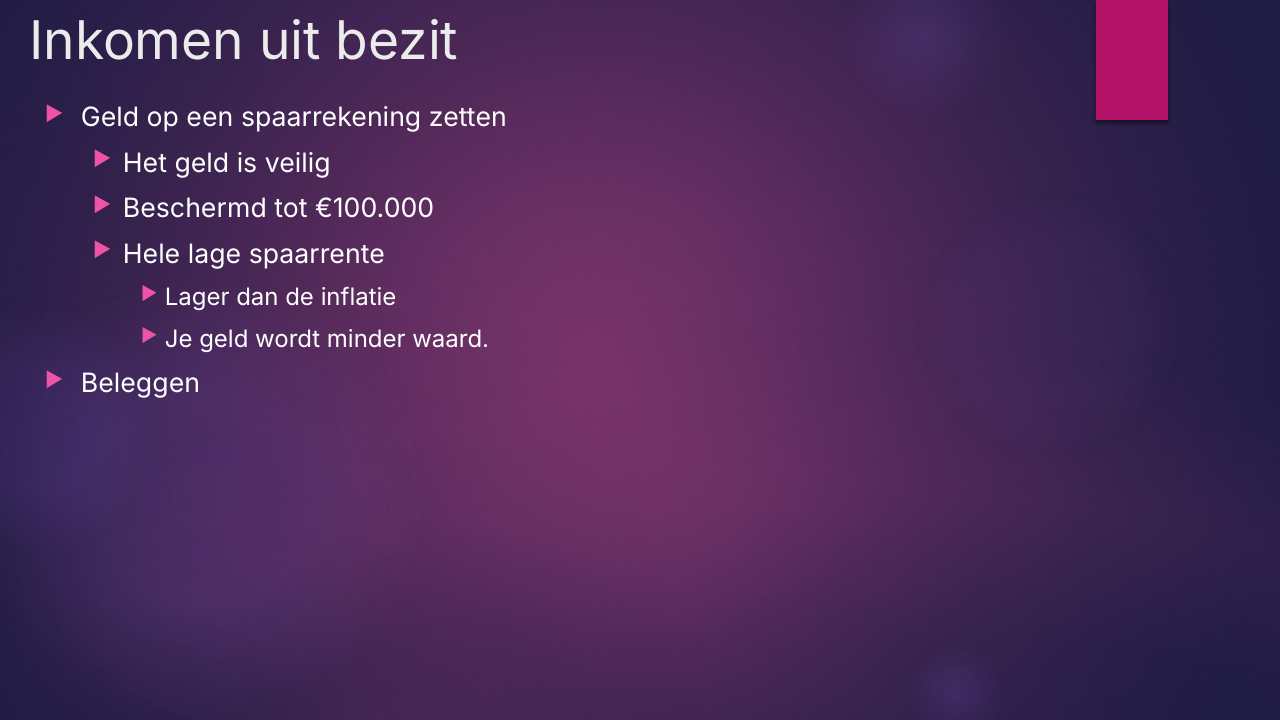 Inkomen uit bezit
Geld op een spaarrekening zetten
Het geld is veilig
Beschermd tot €100.000
Hele lage spaarrente
Lager dan de inflatie
Je geld wordt minder waard.
Beleggen